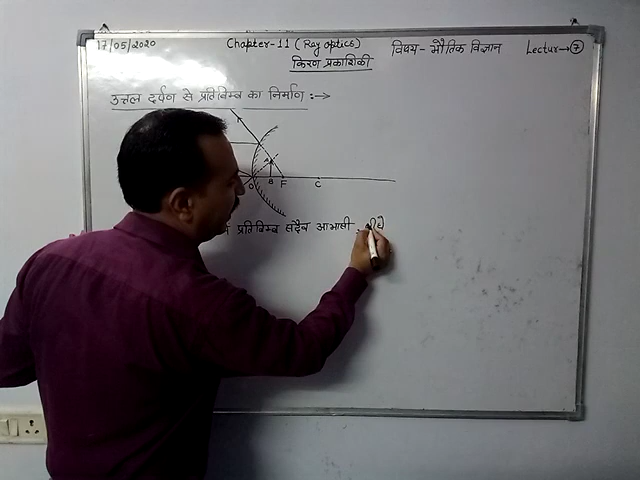 17/05/2020 Chapter-11 (Ray optics) विषय- भौतिक विज्ञान Lectur→⑦
किरण प्रकाशिकी
उत्तल दर्पण से प्रतिबिम्ब का निर्माण :→
O B F C
प्रतिबिम्ब सदैव आभासी